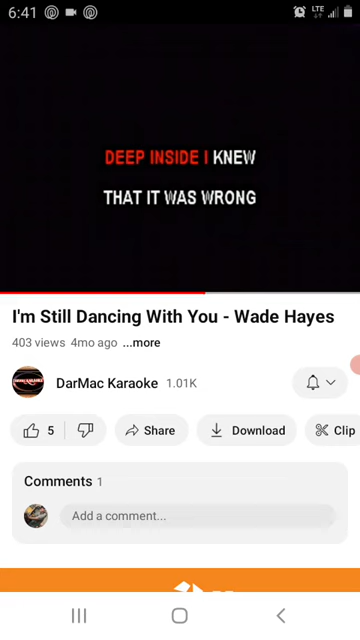 6:41
LTE
DEEP INSIDE I KNEW
THAT IT WAS WRONG
I'm Still Dancing With You - Wade Hayes
403 views 4mo ago ...more
DarMac Karaoke 1.01K
5 Share Download Clip
Comments 1
Add a comment...